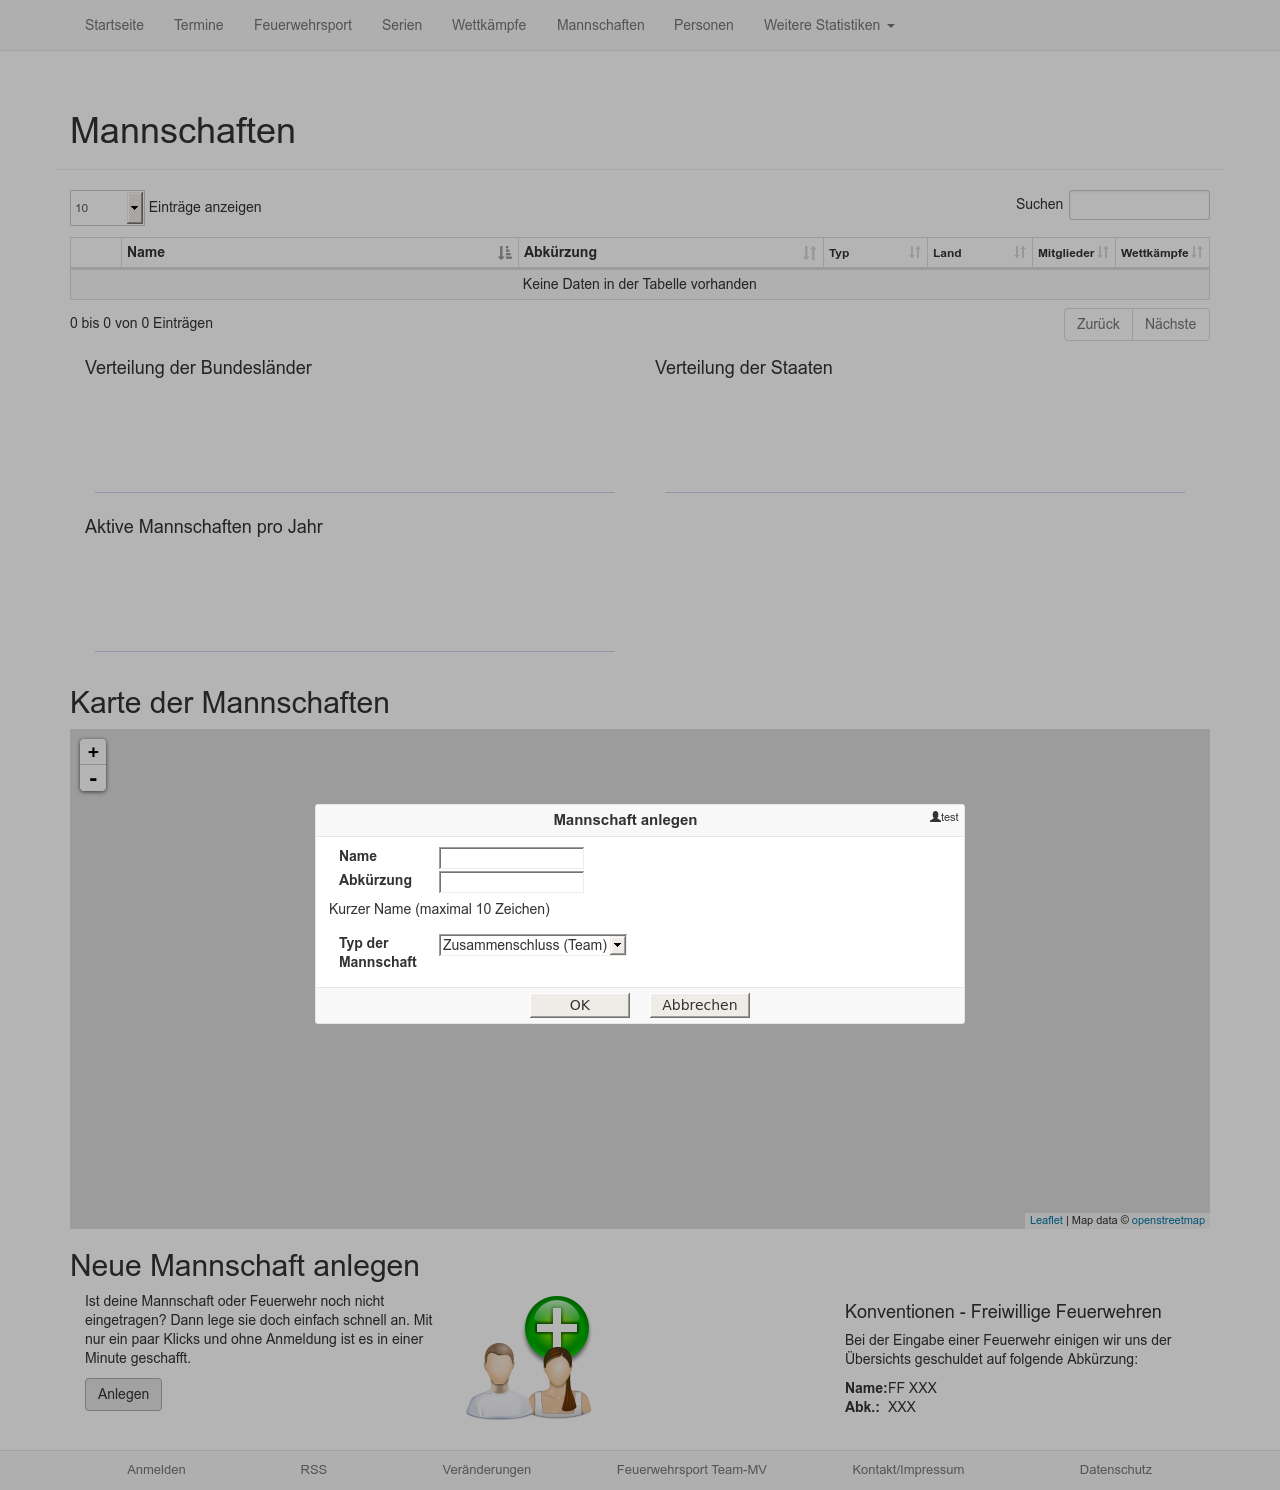 Startseite Termine Feuerwehrsport Serien Wettkämpfe Mannschaften Personen Weitere Statistiken
Mannschaften
10 Einträge anzeigen Suchen
Name Abkürzung Typ Land Mitglieder Wettkämpfe
Keine Daten in der Tabelle vorhanden
0 bis 0 von 0 Einträgen Zurück Nächste
Verteilung der Bundesländer Verteilung der Staaten
Aktive Mannschaften pro Jahr
Karte der Mannschaften
+
-
Mannschaft anlegen test
Name
Abkürzung
Kurzer Name (maximal 10 Zeichen)
Typ der Mannschaft Zusammenschluss (Team)
OK Abbrechen
Leaflet | Map data © openstreetmap
Neue Mannschaft anlegen
Ist deine Mannschaft oder Feuerwehr noch nicht
eingetragen? Dann lege sie doch einfach schnell an. Mit
nur ein paar Klicks und ohne Anmeldung ist es in einer
Minute geschafft.
Anlegen
Konventionen - Freiwillige Feuerwehren
Bei der Eingabe einer Feuerwehr einigen wir uns der
Übersichts geschuldet auf folgende Abkürzung:
Name: FF XXX
Abk.: XXX
Anmelden RSS Veränderungen Feuerwehrsport Team-MV Kontakt/Impressum Datenschutz